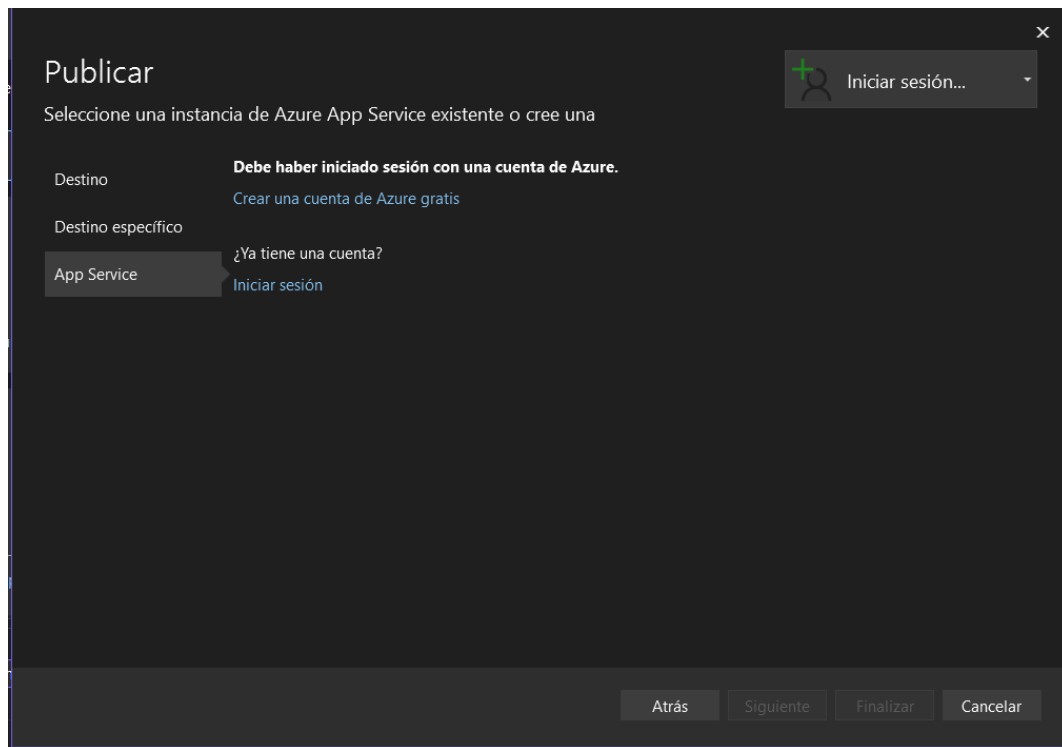 Publicar
Iniciar sesión...
Seleccione una instancia de Azure App Service existente o cree una
Destino
Destino específico
App Service
Debe haber iniciado sesión con una cuenta de Azure.
Crear una cuenta de Azure gratis
¿Ya tiene una cuenta?
Iniciar sesión
Atrás
Siguiente
Finalizar
Cancelar